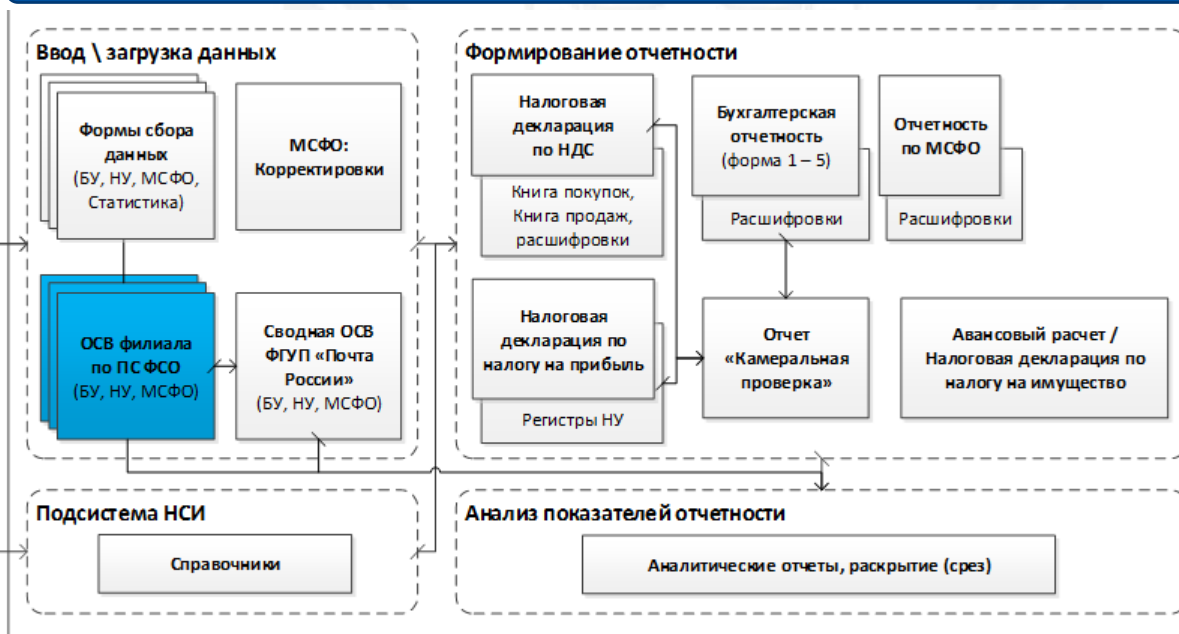 Ввод \ загрузка данных
Формы сбора
данных
(БУ, НУ, МСФО,
Статистика)
МСФО:
Корректировки
ОСВ филиала
по ПС ФСО
(БУ, НУ, МСФО)
Сводная ОСВ
ФГУП «Почта
России»
(БУ, НУ, МСФО)
Подсистема НСИ
Справочники
Формирование отчетности
Налоговая
декларация
по НДС
Книга покупок,
Книга продаж,
расшифровки
Бухгалтерская
отчетность
(форма 1 – 5)
Расшифровки
Отчетность
по МСФО
Расшифровки
Налоговая
декларация по
налогу на прибыль
Регистры НУ
Отчет
«Камеральная
проверка»
Авансовый расчет /
Налоговая декларация по
налогу на имущество
Анализ показателей отчетности
Аналитические отчеты, раскрытие (срез)